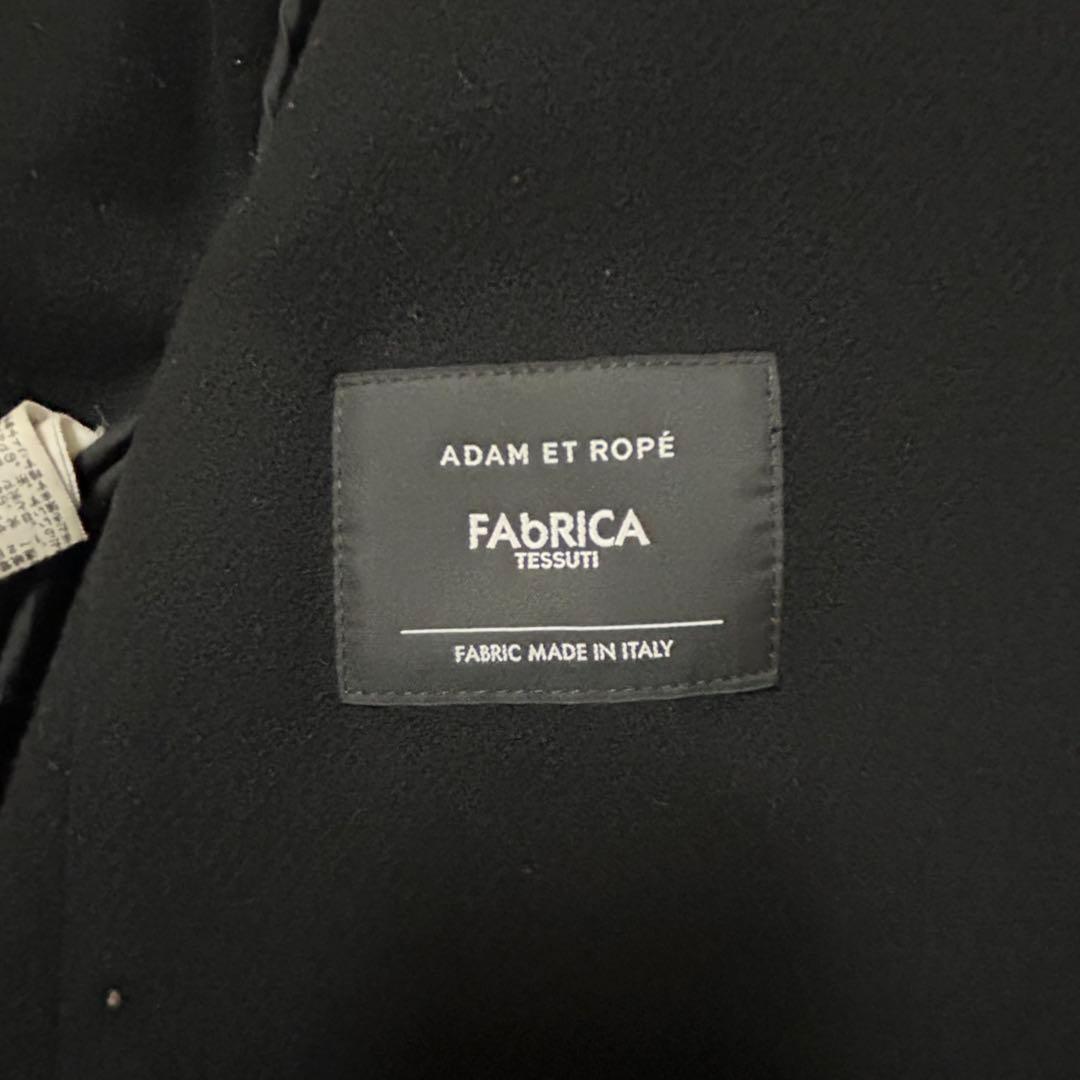 ADAM ET ROPÉ
FAbRICA
TESSUTI
FABRIC MADE IN ITALY